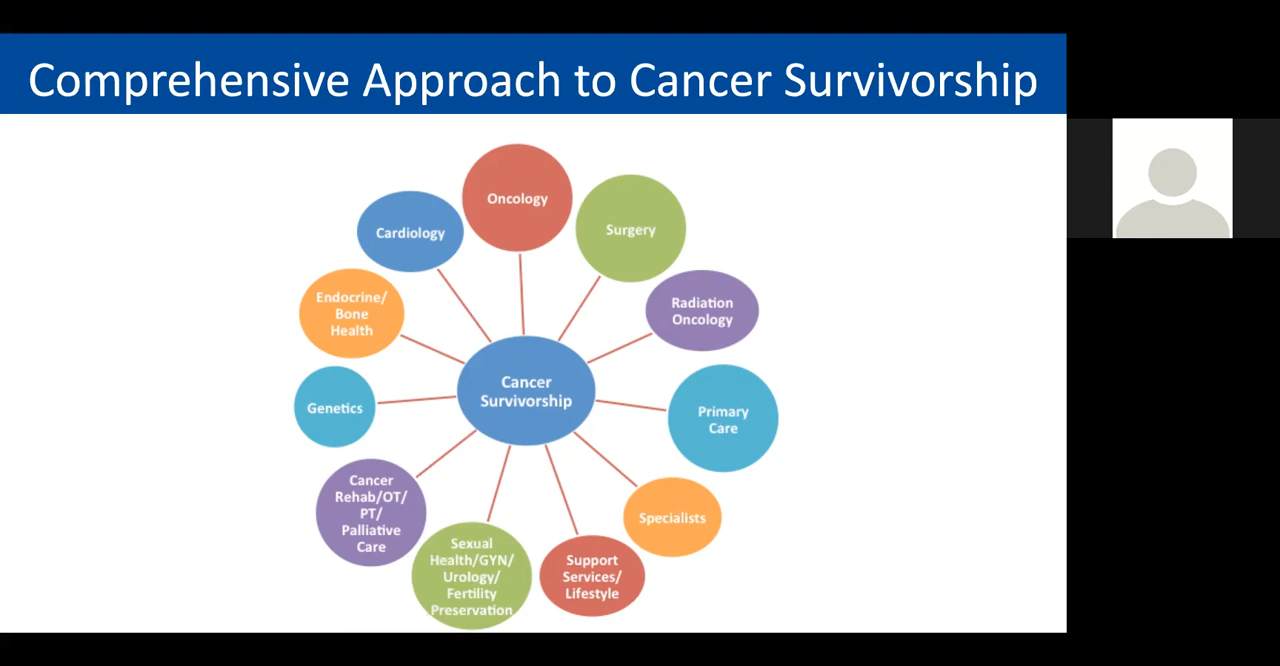 Comprehensive Approach to Cancer Survivorship
Oncology
Surgery
Cardiology
Radiation
Oncology
Endocrine/
Bone
Health
Cancer
Survivorship
Genetics
Primary
Care
Cancer
Rehab/OT/
PT/
Palliative
Care
Specialists
Sexual
Health/GYN/
Urology/
Fertility
Preservation
Support
Services/
Lifestyle